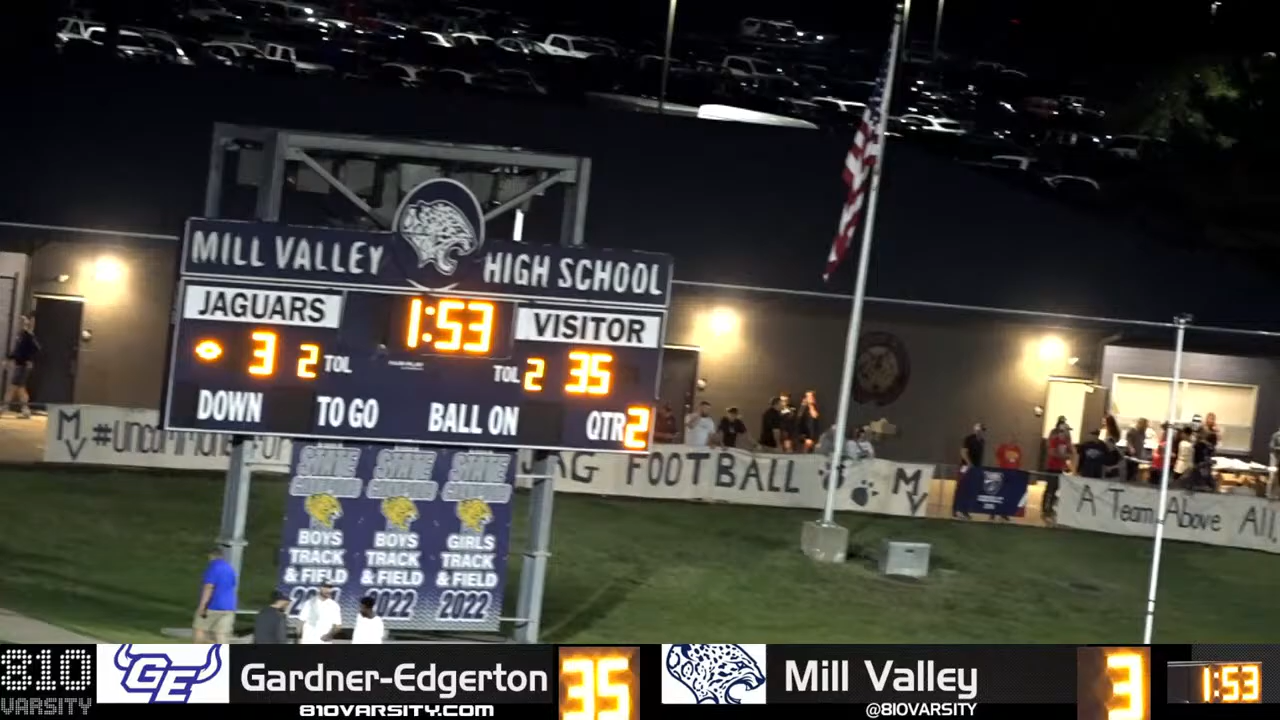 MILL VALLEY HIGH SCHOOL
JAGUARS 1:53 VISITOR
3 2 TOL TOL 2 35
DOWN TO GO BALL ON QTR 2
MV #UNCOMMON
JAG FOOTBALL MV
A Team Above All,
STATE STATE STATE
BOYS BOYS GIRLS
TRACK TRACK TRACK
& FIELD & FIELD & FIELD
2022 2022
810 VARSITY
GE Gardner-Edgerton 35 Mill Valley 3 1:53
810VARSITY.COM @810VARSITY